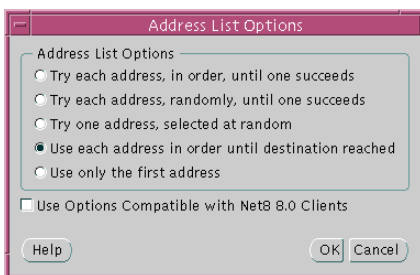 Address List Options
Address List Options
Try each address, in order, until one succeeds
Try each address, randomly, until one succeeds
Try one address, selected at random
Use each address in order until destination reached
Use only the first address
Use Options Compatible with Net8 8.0 Clients
Help OK Cancel